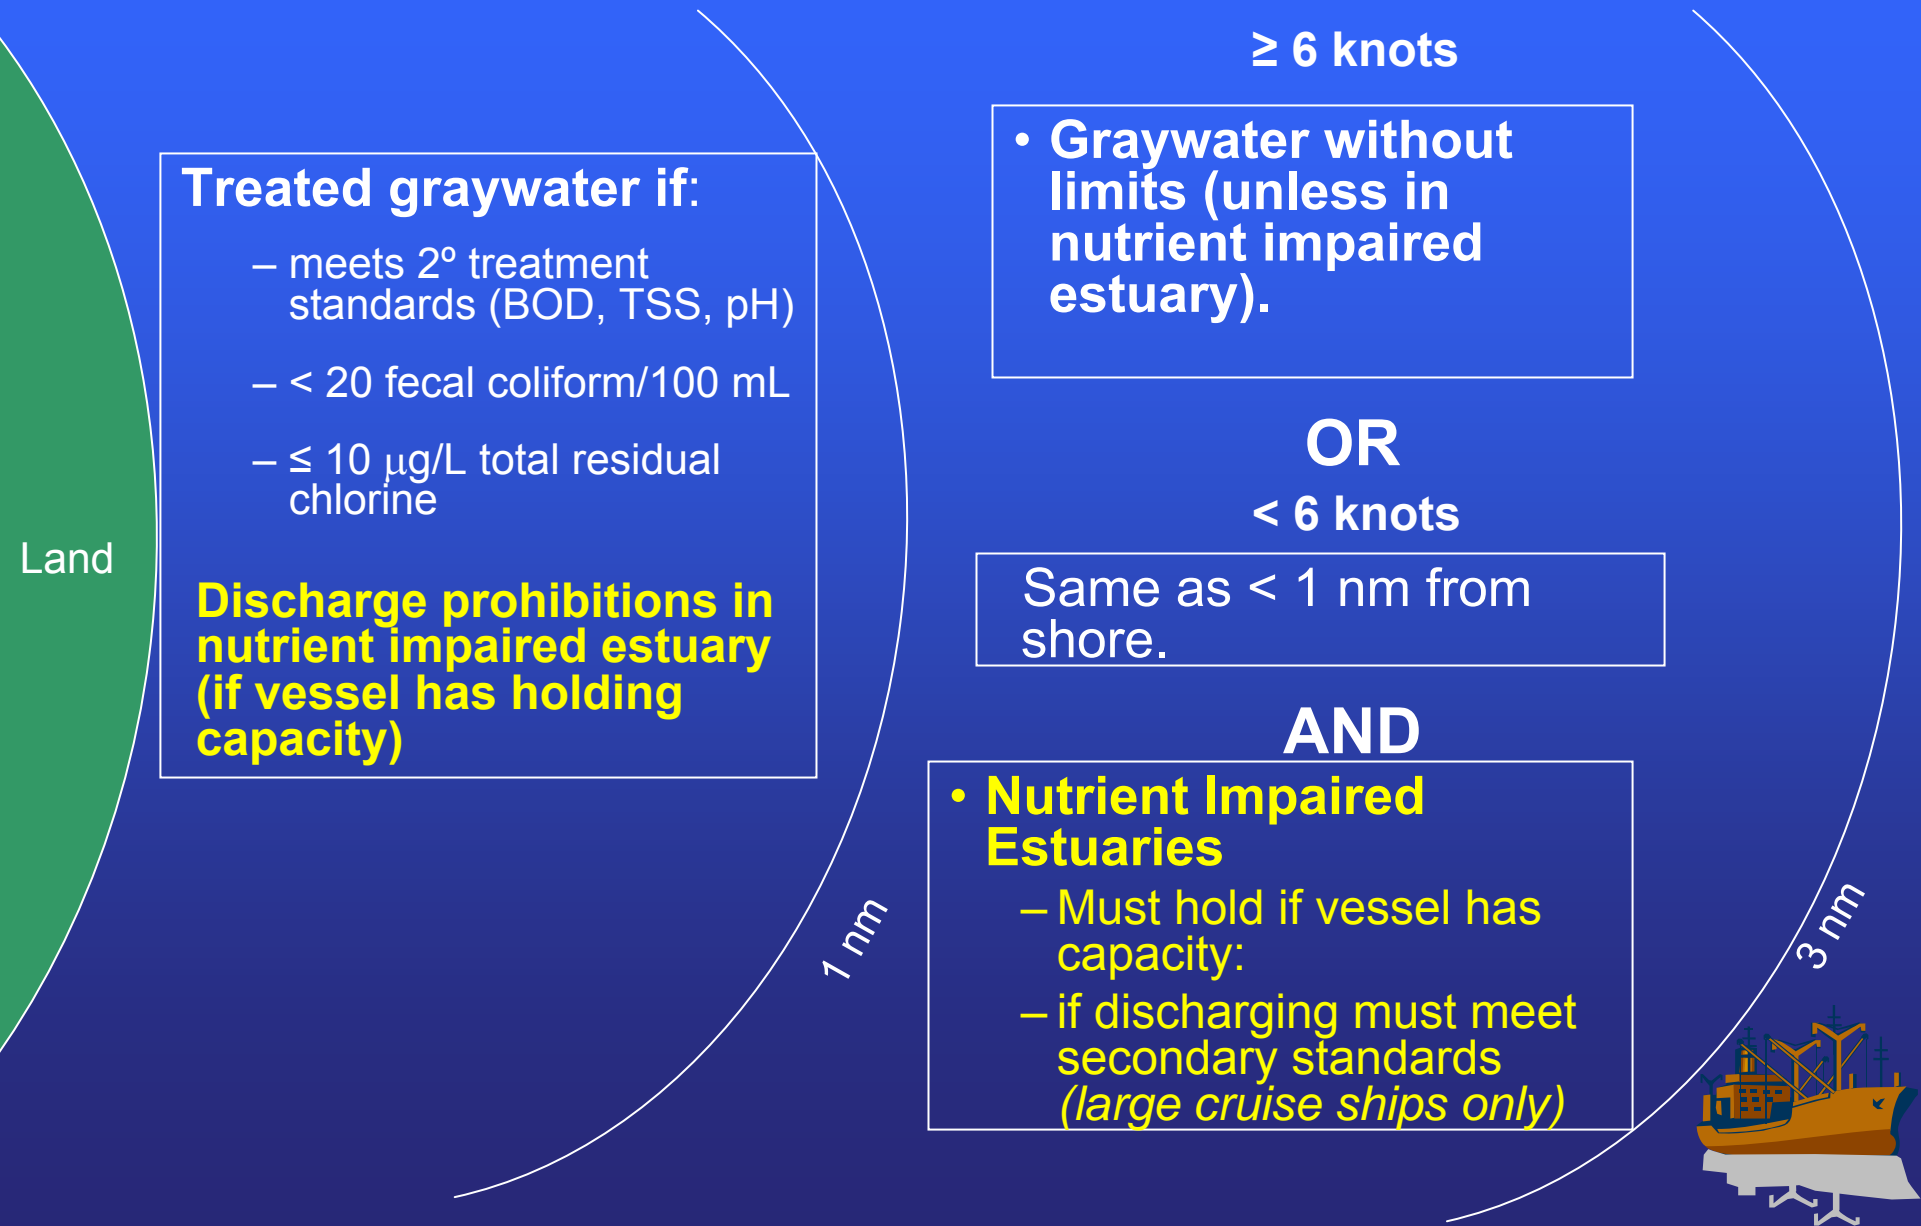 Land
Treated graywater if:
– meets 2º treatment
standards (BOD, TSS, pH)
– < 20 fecal coliform/100 mL
– ≤ 10 μg/L total residual
chlorine
Discharge prohibitions in
nutrient impaired estuary
(if vessel has holding
capacity)
1 nm
≥ 6 knots
• Graywater without
limits (unless in
nutrient impaired
estuary).
OR
< 6 knots
Same as < 1 nm from
shore.
AND
• Nutrient Impaired
Estuaries
– Must hold if vessel has
capacity:
– if discharging must meet
secondary standards
(large cruise ships only)
3 nm